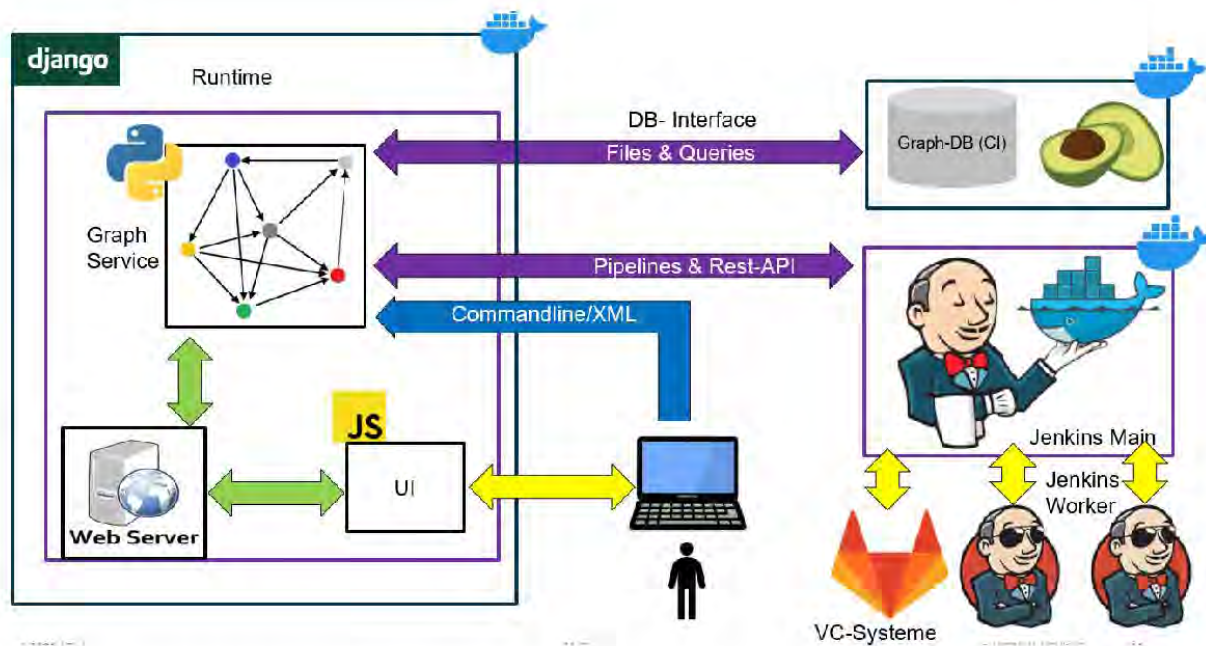 django
Runtime
DB- Interface
Files & Queries
Graph-DB (CI)
Graph
Service
Pipelines & Rest-API
Commandline/XML
JS
UI
Web Server
Jenkins Main
Jenkins
Worker
VC-Systeme